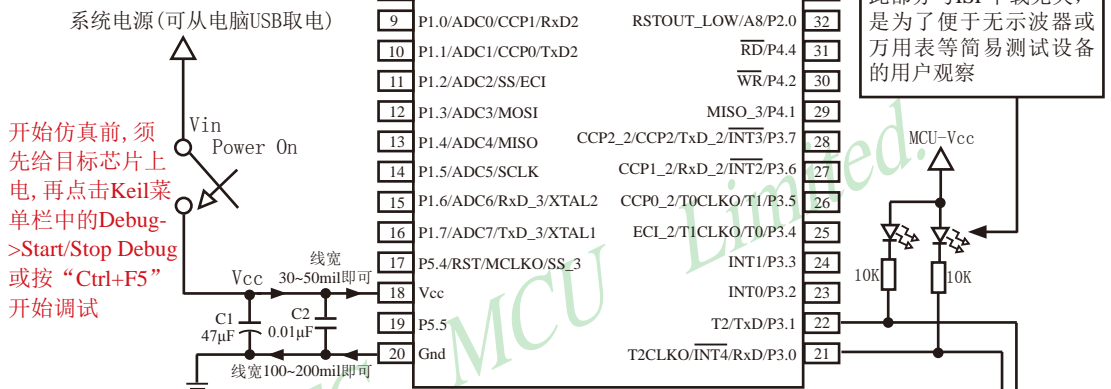 系统电源(可从电脑USB取电)
开始仿真前,须
先给目标芯片上
电,再点击Keil菜
单栏中的Debug-
>Start/Stop Debug
或按“Ctrl+F5”
开始调试
Vin
Power On
线宽
Vcc 30~50mil即可
C1
47μF
C2
0.01μF
线宽100~200mil即可
9 P1.0/ADC0/CCP1/RxD2
10 P1.1/ADC1/CCP0/TxD2
11 P1.2/ADC2/SS/ECI
12 P1.3/ADC3/MOSI
13 P1.4/ADC4/MISO
14 P1.5/ADC5/SCLK
15 P1.6/ADC6/RxD_3/XTAL2
16 P1.7/ADC7/TxD_3/XTAL1
17 P5.4/RST/MCLKO/SS_3
18 Vcc
19 P5.5
20 Gnd
RSTOUT_LOW/A8/P2.0 32
RD/P4.4 31
WR/P4.2 30
MISO_3/P4.1 29
CCP2_2/CCP2/TxD_2/INT3/P3.7 28
CCP1_2/RxD_2/INT2/P3.6 27
CCP0_2/T0CLKO/T1/P3.5 26
ECI_2/T1CLKO/T0/P3.4 25
INT1/P3.3 24
INT0/P3.2 23
T2/TxD/P3.1 22
T2CLKO/INT4/RxD/P3.0 21
是为了便于无示波器或
万用表等简易测试设备
的用户观察
MCU-Vcc
10K
10K
MCU Limited.